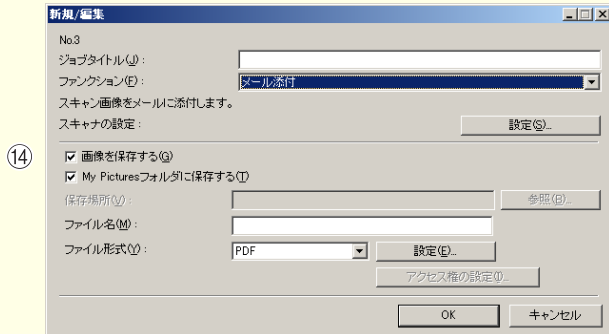 新規/編集
No.3
ジョブタイトル(J):
ファンクション(F): メール添付
スキャン画像をメールに添付します。
スキャナの設定: 設定(S)...
⑭
画像を保存する(G)
My Picturesフォルダに保存する(T)
保存場所(V): 参照(B)...
ファイル名(M):
ファイル形式(Y): PDF 設定(E)...
アクセス権の設定(I)...
OK キャンセル